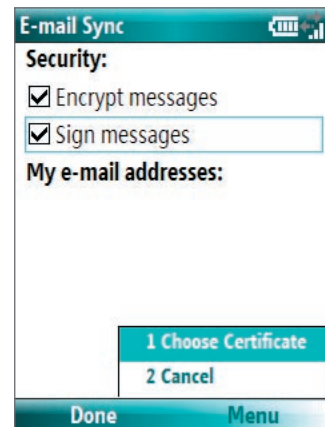 E-mail Sync
Security:
Encrypt messages
Sign messages
My e-mail addresses:
1 Choose Certificate
2 Cancel
Done Menu